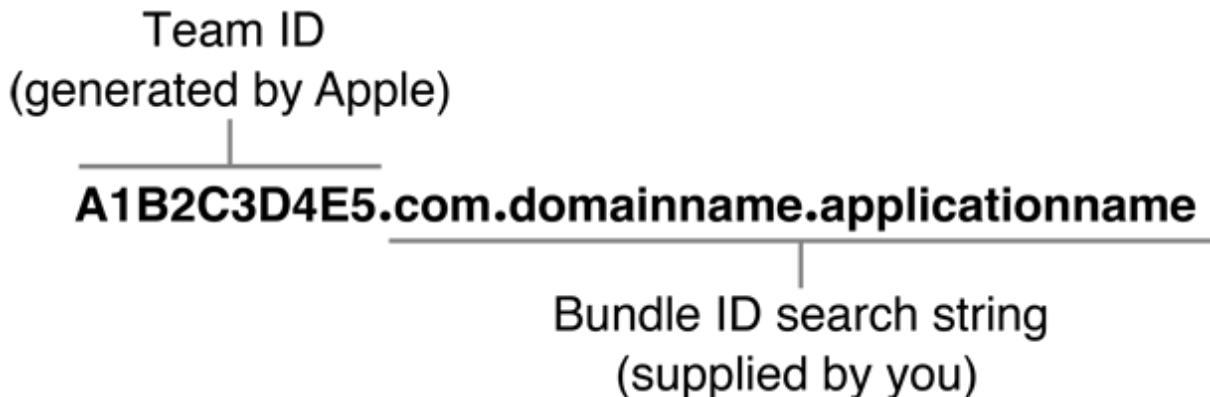 Team ID
(generated by Apple)
A1B2C3D4E5.com.domainname.applicationname
Bundle ID search string
(supplied by you)